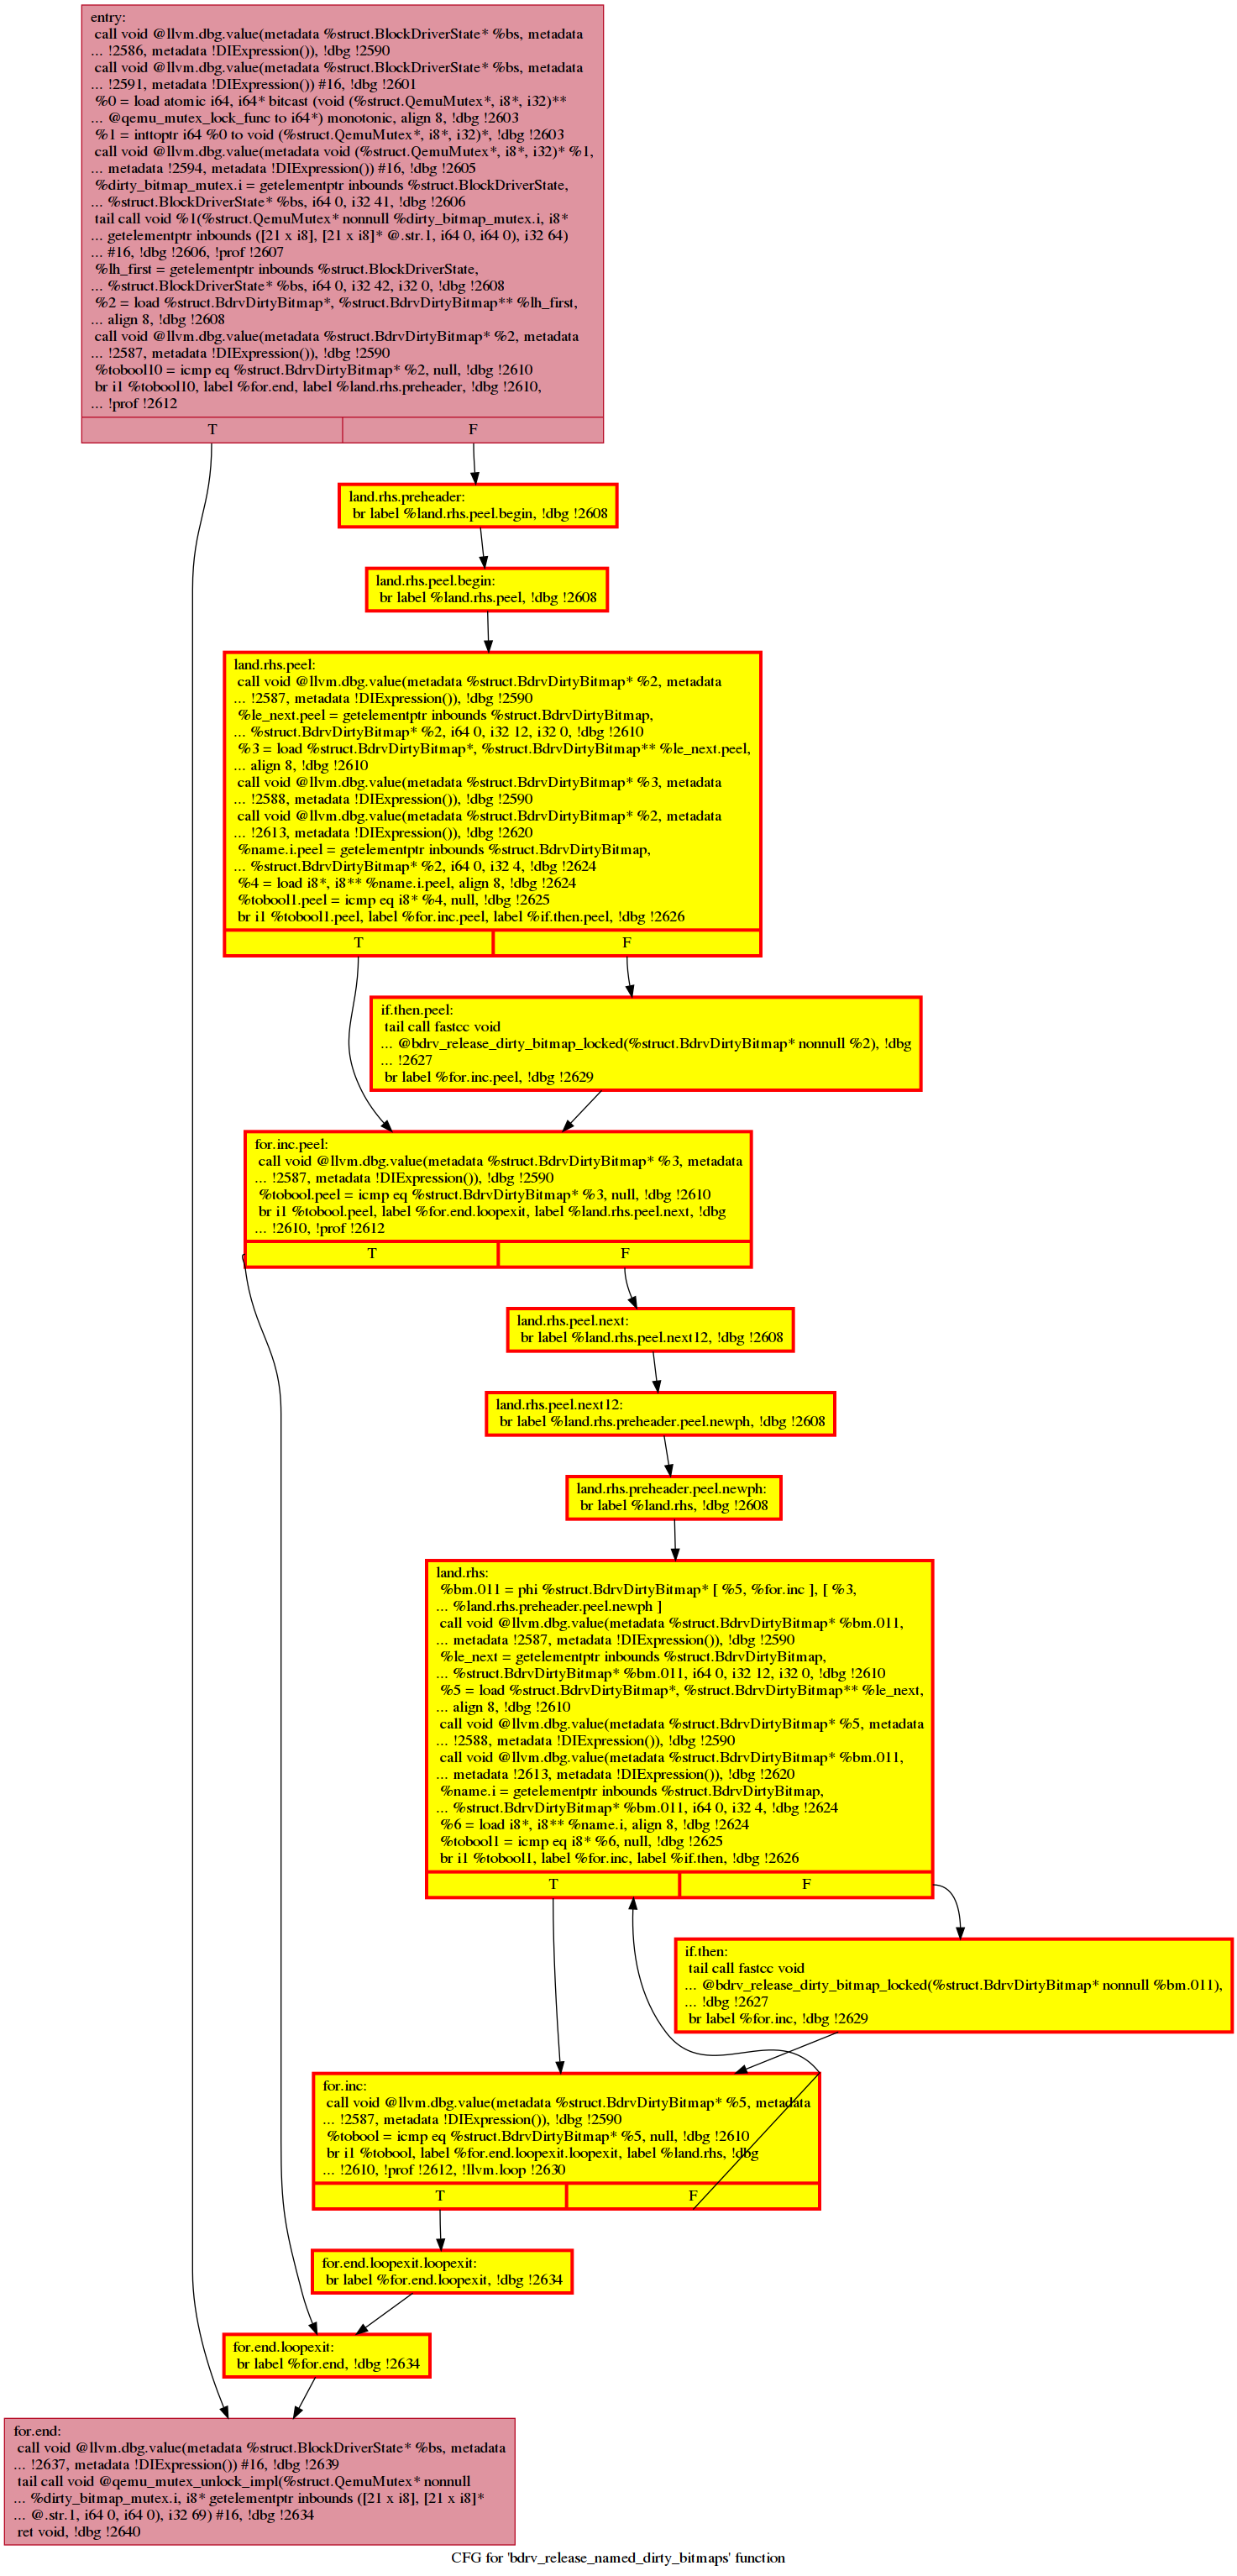 entry:
call void @llvm.dbg.value(metadata %struct.BlockDriverState* %bs, metadata
... !2586, metadata !DIExpression()), !dbg !2590
call void @llvm.dbg.value(metadata %struct.BlockDriverState* %bs, metadata
... !2591, metadata !DIExpression()) #16, !dbg !2601
%0 = load atomic i64, i64* bitcast (void (%struct.QemuMutex*, i8*, i32)**
... @qemu_mutex_lock_func to i64*) monotonic, align 8, !dbg !2603
%1 = inttoptr i64 %0 to void (%struct.QemuMutex*, i8*, i32)*, !dbg !2603
call void @llvm.dbg.value(metadata void (%struct.QemuMutex*, i8*, i32)* %1,
... metadata !2594, metadata !DIExpression()) #16, !dbg !2605
%dirty_bitmap_mutex.i = getelementptr inbounds %struct.BlockDriverState,
... %struct.BlockDriverState* %bs, i64 0, i32 41, !dbg !2606
tail call void %1(%struct.QemuMutex* nonnull %dirty_bitmap_mutex.i, i8*
... getelementptr inbounds ([21 x i8], [21 x i8]* @.str.1, i64 0, i64 0), i32 64)
... #16, !dbg !2606, !prof !2607
%lh_first = getelementptr inbounds %struct.BlockDriverState,
... %struct.BlockDriverState* %bs, i64 0, i32 42, i32 0, !dbg !2608
%2 = load %struct.BdrvDirtyBitmap*, %struct.BdrvDirtyBitmap** %lh_first,
... align 8, !dbg !2608
call void @llvm.dbg.value(metadata %struct.BdrvDirtyBitmap* %2, metadata
... !2587, metadata !DIExpression()), !dbg !2590
%tobool10 = icmp eq %struct.BdrvDirtyBitmap* %2, null, !dbg !2610
br i1 %tobool10, label %for.end, label %land.rhs.preheader, !dbg !2610,
... !prof !2612
T F
land.rhs.preheader:
br label %land.rhs.peel.begin, !dbg !2608
land.rhs.peel.begin:
br label %land.rhs.peel, !dbg !2608
land.rhs.peel:
call void @llvm.dbg.value(metadata %struct.BdrvDirtyBitmap* %2, metadata
... !2587, metadata !DIExpression()), !dbg !2590
%le_next.peel = getelementptr inbounds %struct.BdrvDirtyBitmap,
... %struct.BdrvDirtyBitmap* %2, i64 0, i32 12, i32 0, !dbg !2610
%3 = load %struct.BdrvDirtyBitmap*, %struct.BdrvDirtyBitmap** %le_next.peel,
... align 8, !dbg !2610
call void @llvm.dbg.value(metadata %struct.BdrvDirtyBitmap* %3, metadata
... !2588, metadata !DIExpression()), !dbg !2590
call void @llvm.dbg.value(metadata %struct.BdrvDirtyBitmap* %2, metadata
... !2613, metadata !DIExpression()), !dbg !2620
%name.i.peel = getelementptr inbounds %struct.BdrvDirtyBitmap,
... %struct.BdrvDirtyBitmap* %2, i64 0, i32 4, !dbg !2624
%4 = load i8*, i8** %name.i.peel, align 8, !dbg !2624
%tobool1.peel = icmp eq i8* %4, null, !dbg !2625
br i1 %tobool1.peel, label %for.inc.peel, label %if.then.peel, !dbg !2626
T F
if.then.peel:
tail call fastcc void
... @bdrv_release_dirty_bitmap_locked(%struct.BdrvDirtyBitmap* nonnull %2), !dbg
... !2627
br label %for.inc.peel, !dbg !2629
for.inc.peel:
call void @llvm.dbg.value(metadata %struct.BdrvDirtyBitmap* %3, metadata
... !2587, metadata !DIExpression()), !dbg !2590
%tobool.peel = icmp eq %struct.BdrvDirtyBitmap* %3, null, !dbg !2610
br i1 %tobool.peel, label %for.end.loopexit, label %land.rhs.peel.next, !dbg
... !2610, !prof !2612
T F
land.rhs.peel.next:
br label %land.rhs.peel.next12, !dbg !2608
land.rhs.peel.next12:
br label %land.rhs.preheader.peel.newph, !dbg !2608
land.rhs.preheader.peel.newph:
br label %land.rhs, !dbg !2608
land.rhs:
%bm.011 = phi %struct.BdrvDirtyBitmap* [ %5, %for.inc ], [ %3,
... %land.rhs.preheader.peel.newph ]
call void @llvm.dbg.value(metadata %struct.BdrvDirtyBitmap* %bm.011,
... metadata !2587, metadata !DIExpression()), !dbg !2590
%le_next = getelementptr inbounds %struct.BdrvDirtyBitmap,
... %struct.BdrvDirtyBitmap* %bm.011, i64 0, i32 12, i32 0, !dbg !2610
%5 = load %struct.BdrvDirtyBitmap*, %struct.BdrvDirtyBitmap** %le_next,
... align 8, !dbg !2610
call void @llvm.dbg.value(metadata %struct.BdrvDirtyBitmap* %5, metadata
... !2588, metadata !DIExpression()), !dbg !2590
call void @llvm.dbg.value(metadata %struct.BdrvDirtyBitmap* %bm.011,
... metadata !2613, metadata !DIExpression()), !dbg !2620
%name.i = getelementptr inbounds %struct.BdrvDirtyBitmap,
... %struct.BdrvDirtyBitmap* %bm.011, i64 0, i32 4, !dbg !2624
%6 = load i8*, i8** %name.i, align 8, !dbg !2624
%tobool1 = icmp eq i8* %6, null, !dbg !2625
br i1 %tobool1, label %for.inc, label %if.then, !dbg !2626
T F
if.then:
tail call fastcc void
... @bdrv_release_dirty_bitmap_locked(%struct.BdrvDirtyBitmap* nonnull %bm.011),
... !dbg !2627
br label %for.inc, !dbg !2629
for.inc:
call void @llvm.dbg.value(metadata %struct.BdrvDirtyBitmap* %5, metadata
... !2587, metadata !DIExpression()), !dbg !2590
%tobool = icmp eq %struct.BdrvDirtyBitmap* %5, null, !dbg !2610
br i1 %tobool, label %for.end.loopexit.loopexit, label %land.rhs, !dbg
... !2610, !prof !2612, !llvm.loop !2630
T F
for.end.loopexit.loopexit:
br label %for.end.loopexit, !dbg !2634
for.end.loopexit:
br label %for.end, !dbg !2634
for.end:
call void @llvm.dbg.value(metadata %struct.BlockDriverState* %bs, metadata
... !2637, metadata !DIExpression()) #16, !dbg !2639
tail call void @qemu_mutex_unlock_impl(%struct.QemuMutex* nonnull
... %dirty_bitmap_mutex.i, i8* getelementptr inbounds ([21 x i8], [21 x i8]*
... @.str.1, i64 0, i64 0), i32 69) #16, !dbg !2634
ret void, !dbg !2640
CFG for 'bdrv_release_named_dirty_bitmaps' function